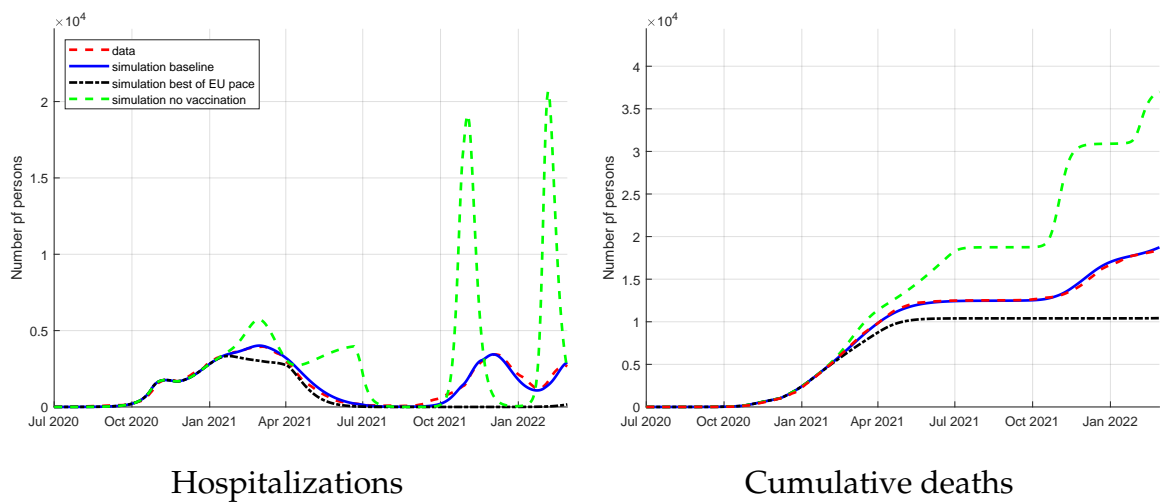 ×10⁴
data
simulation baseline
simulation best of EU pace
simulation no vaccination
Number pf persons
2
1.5
1
0.5
0
Jul 2020 Oct 2020 Jan 2021 Apr 2021 Jul 2021 Oct 2021 Jan 2022
Hospitalizations
×10⁴
Number pf persons
4
3.5
3
2.5
2
1.5
1
0.5
0
Jul 2020 Oct 2020 Jan 2021 Apr 2021 Jul 2021 Oct 2021 Jan 2022
Cumulative deaths